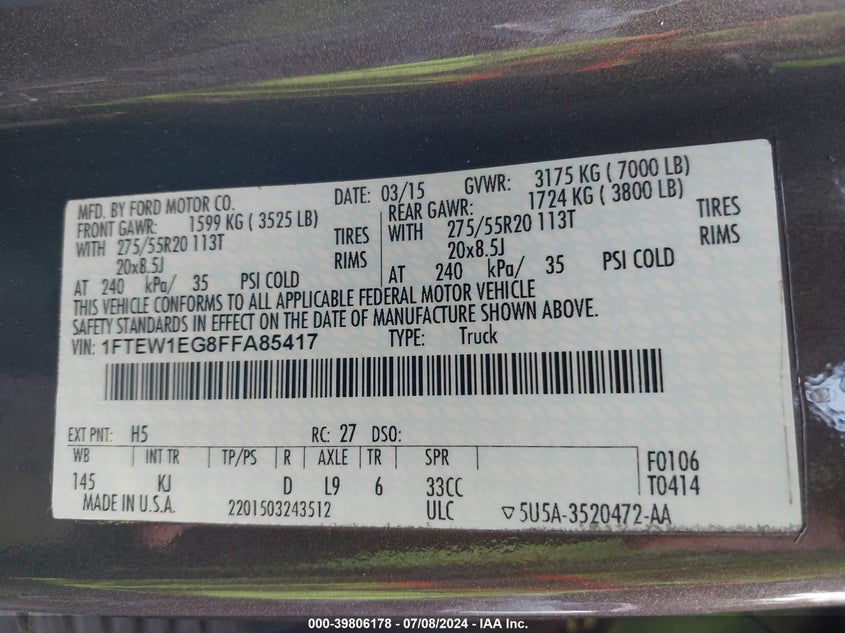 MFD. BY FORD MOTOR CO. DATE: 03/15 GVWR: 3175 KG ( 7000 LB)
FRONT GAWR: 1599 KG ( 3525 LB) REAR GAWR: 1724 KG ( 3800 LB)
WITH 275/55R20 113T TIRES WITH 275/55R20 113T TIRES
20x8.5J RIMS 20x8.5J RIMS
AT 240 kPa/ 35 PSI COLD AT 240 kPa/ 35 PSI COLD
THIS VEHICLE CONFORMS TO ALL APPLICABLE FEDERAL MOTOR VEHICLE
SAFETY STANDARDS IN EFFECT ON THE DATE OF MANUFACTURE SHOWN ABOVE.
VIN: 1FTEW1EG8FFA85417 TYPE: Truck
EXT PNT: H5 RC: 27 DSO:
WB INT TR TP/PS R AXLE TR SPR F0106
145 KJ D L9 6 33CC T0414
MADE IN U.S.A. 2201503243512 ULC ▽5U5A-3520472-AA
000-39806178 - 07/08/2024 - IAA Inc.